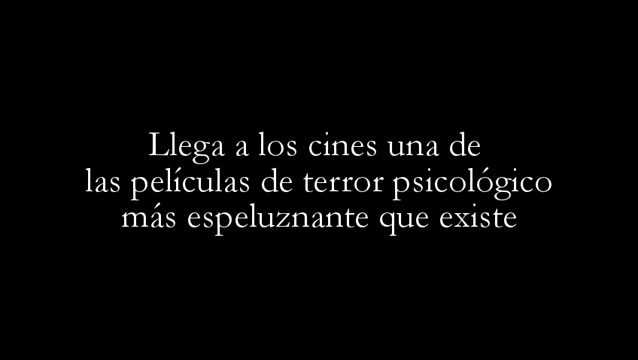 Llega a los cines una de
las películas de terror psicológico
más espeluznante que existe